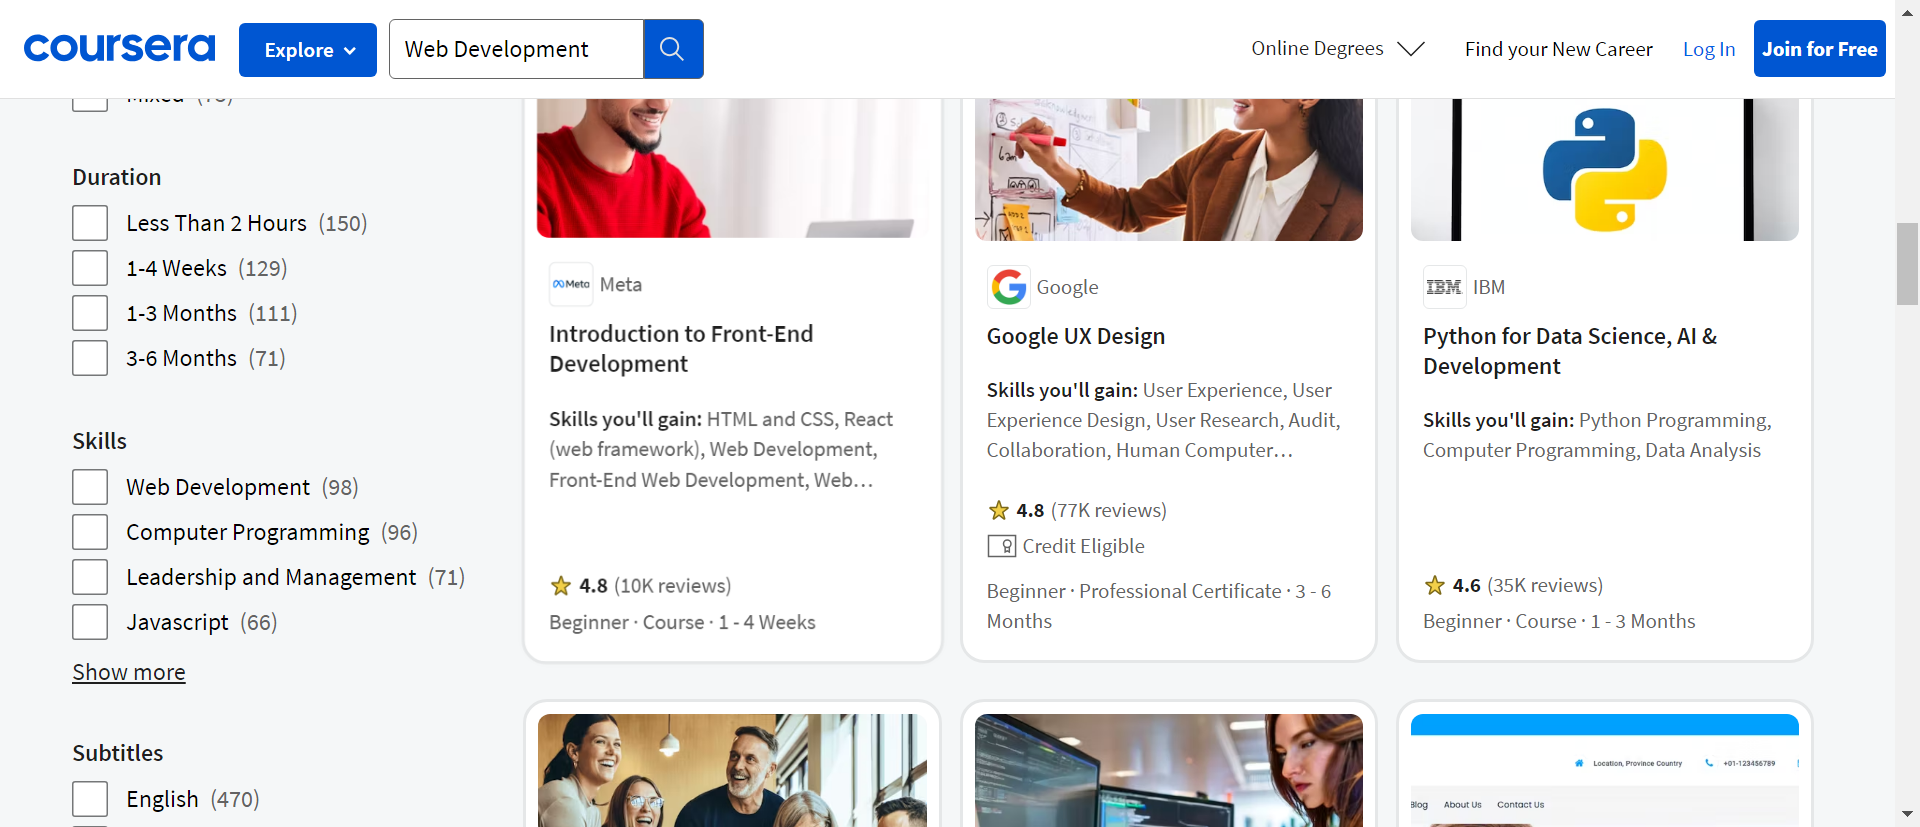 coursera
Explore
Web Development
Online Degrees
Find your New Career
Log In
Join for Free
Mixed
Duration
Less Than 2 Hours (150)
1-4 Weeks (129)
1-3 Months (111)
3-6 Months (71)
Skills
Web Development (98)
Computer Programming (96)
Leadership and Management (71)
Javascript (66)
Show more
Subtitles
English (470)
Meta
Meta
Introduction to Front-End
Development
Skills you'll gain: HTML and CSS, React
(web framework), Web Development,
Front-End Web Development, Web…
4.8 (10K reviews)
Beginner · Course · 1 - 4 Weeks
Google
Google UX Design
Skills you'll gain: User Experience, User
Experience Design, User Research, Audit,
Collaboration, Human Computer…
4.8 (77K reviews)
Credit Eligible
Beginner · Professional Certificate · 3 - 6
Months
IBM
IBM
Python for Data Science, AI &
Development
Skills you'll gain: Python Programming,
Computer Programming, Data Analysis
4.6 (35K reviews)
Beginner · Course · 1 - 3 Months
Location, Province Country
+01-123456789
Blog About Us Contact Us